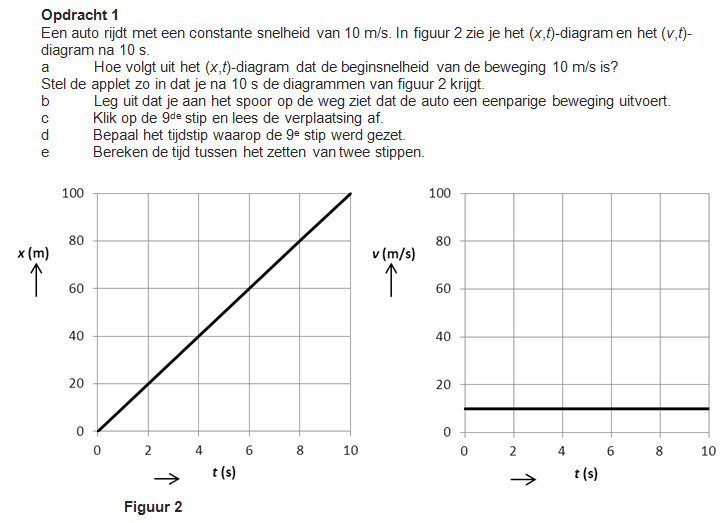 Opdracht 1
Een auto rijdt met een constante snelheid van 10 m/s. In figuur 2 zie je het (x,t)-diagram en het (v,t)-
diagram na 10 s.
a Hoe volgt uit het (x,t)-diagram dat de beginsnelheid van de beweging 10 m/s is?
Stel de applet zo in dat je na 10 s de diagrammen van figuur 2 krijgt.
b Leg uit dat je aan het spoor op de weg ziet dat de auto een eenparige beweging uitvoert.
c Klik op de 9de stip en lees de verplaatsing af.
d Bepaal het tijdstip waarop de 9e stip werd gezet.
e Bereken de tijd tussen het zetten van twee stippen.
100
80
x (m)
60
40
20
0
0 2 4 6 8 10
t (s)
100
80
v (m/s)
60
40
20
0
0 2 4 6 8 10
t (s)
Figuur 2